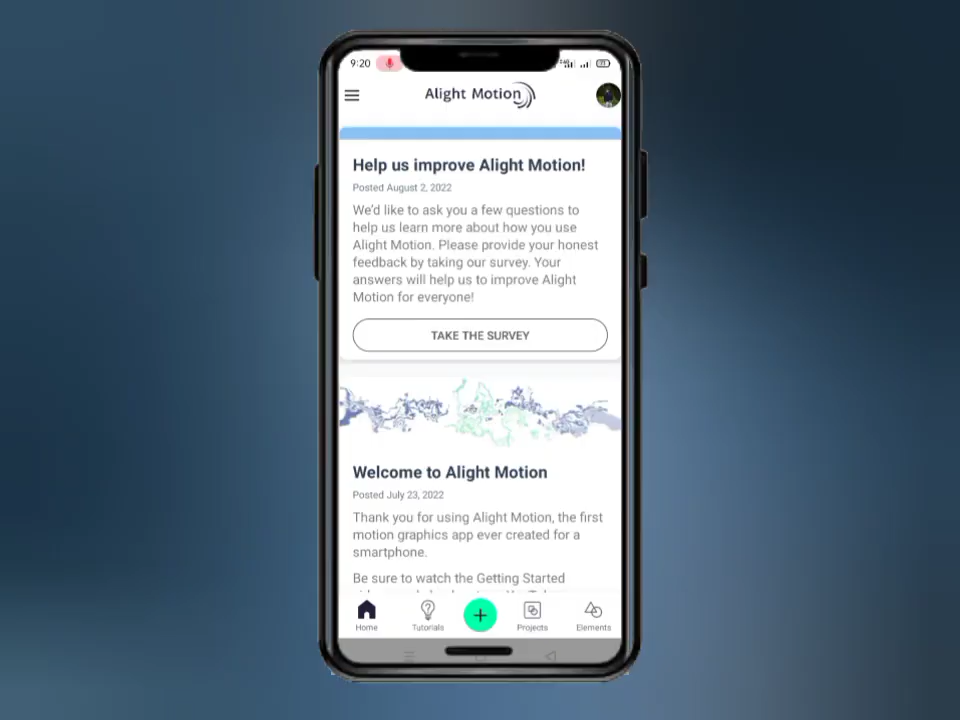 9:20
Alight Motion
Help us improve Alight Motion!
Posted August 2, 2022
We'd like to ask you a few questions to
help us learn more about how you use
Alight Motion. Please provide your honest
feedback by taking our survey. Your
answers will help us to improve Alight
Motion for everyone!
TAKE THE SURVEY
Welcome to Alight Motion
Posted July 23, 2022
Thank you for using Alight Motion, the first
motion graphics app ever created for a
smartphone.
Be sure to watch the Getting Started
Home
Tutorials
Projects
Elements